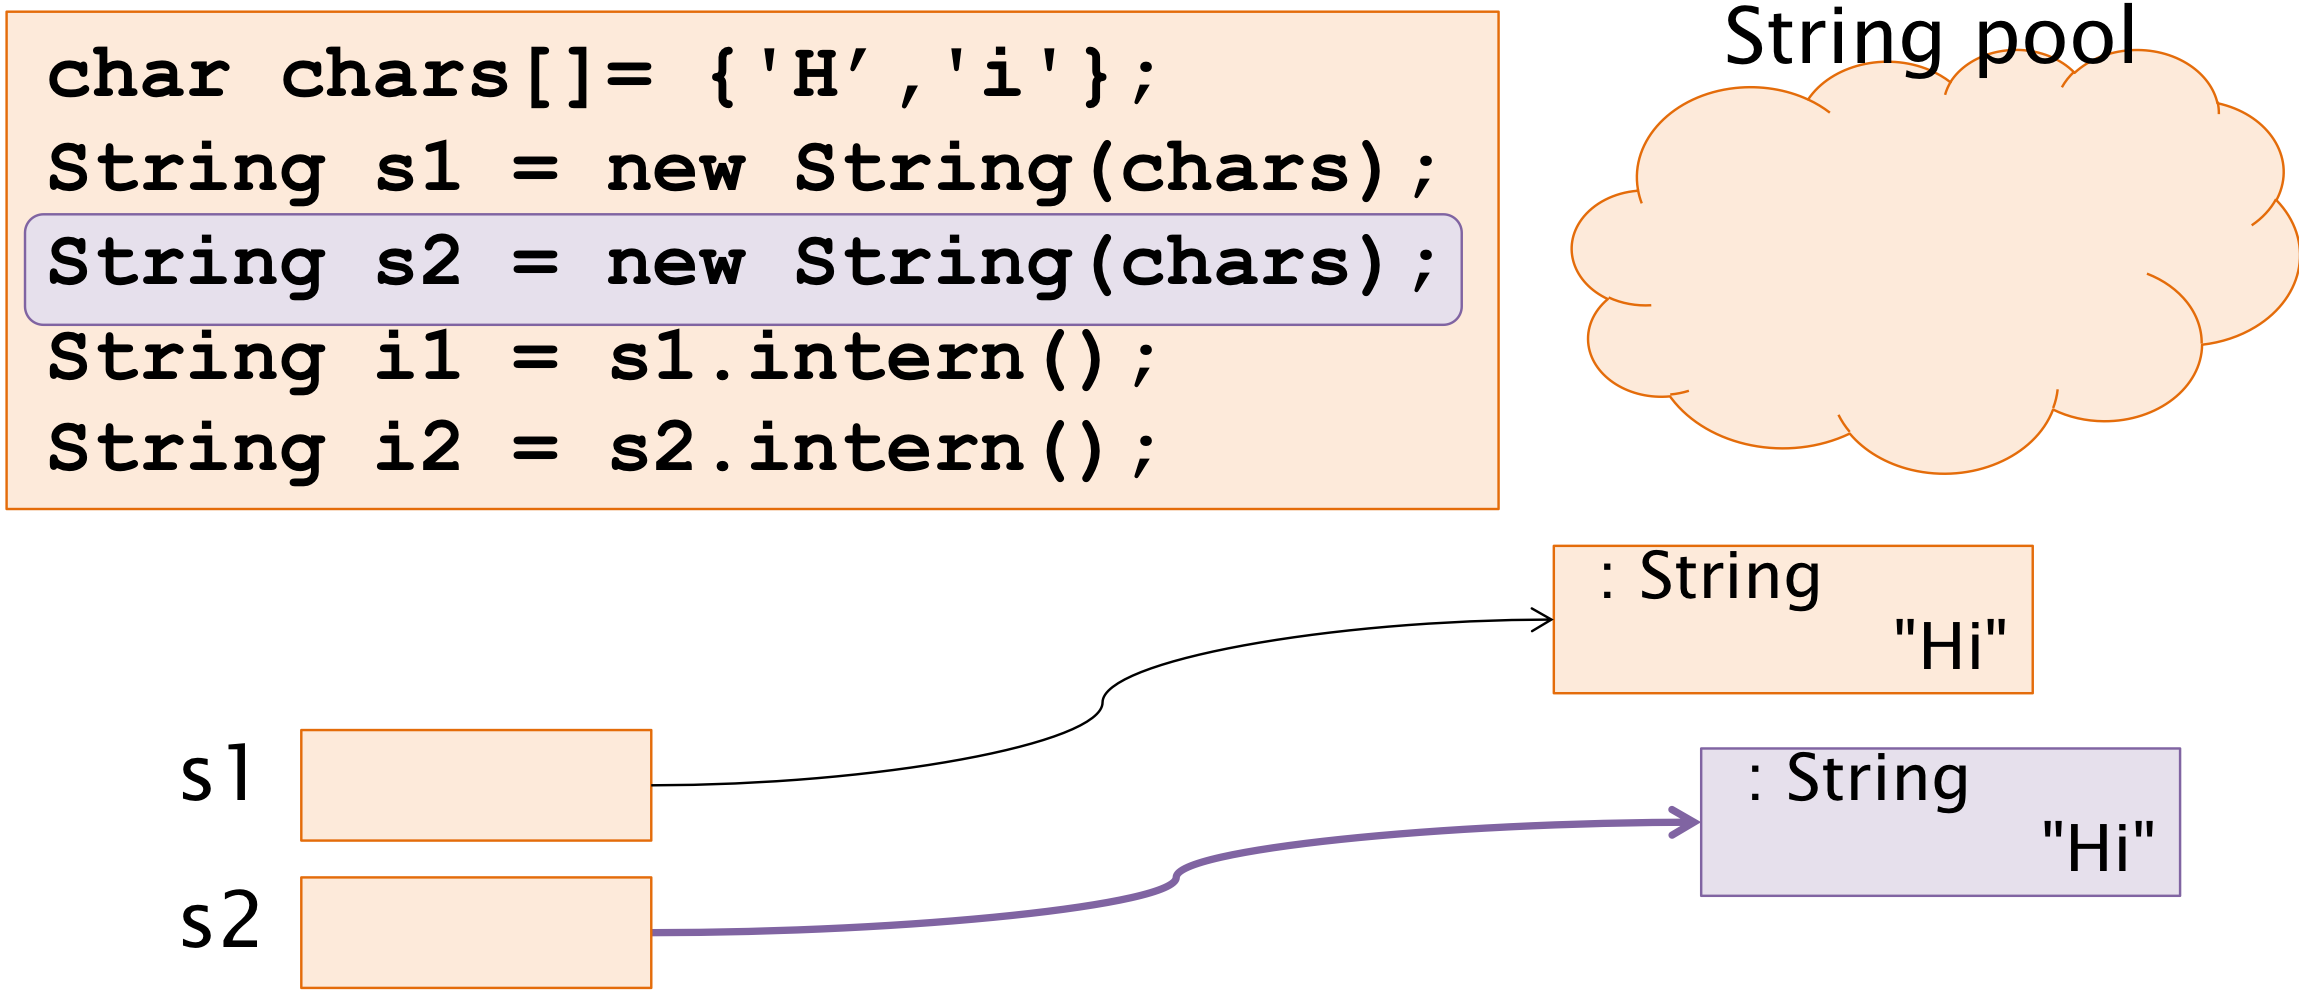 char chars[]= {'H’,'i'};
String s1 = new String(chars);
String s2 = new String(chars);
String i1 = s1.intern();
String i2 = s2.intern();
String pool
: String
"Hi"
s1
: String
"Hi"
s2